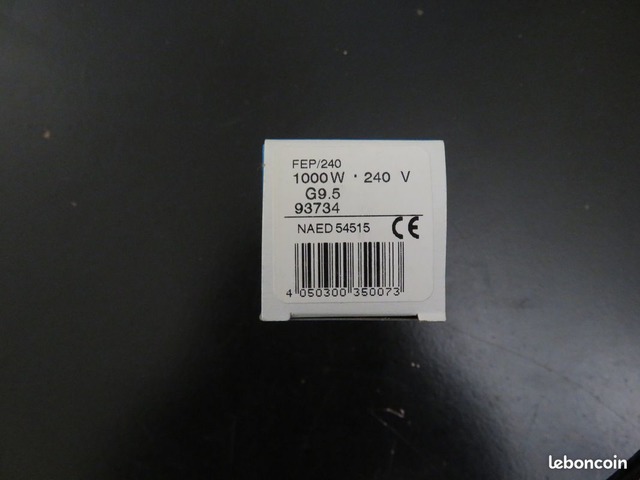 FEP/240
1000W · 240 V
G9.5
93734
NAED 54515 CE
4 050300 350073
leboncoin